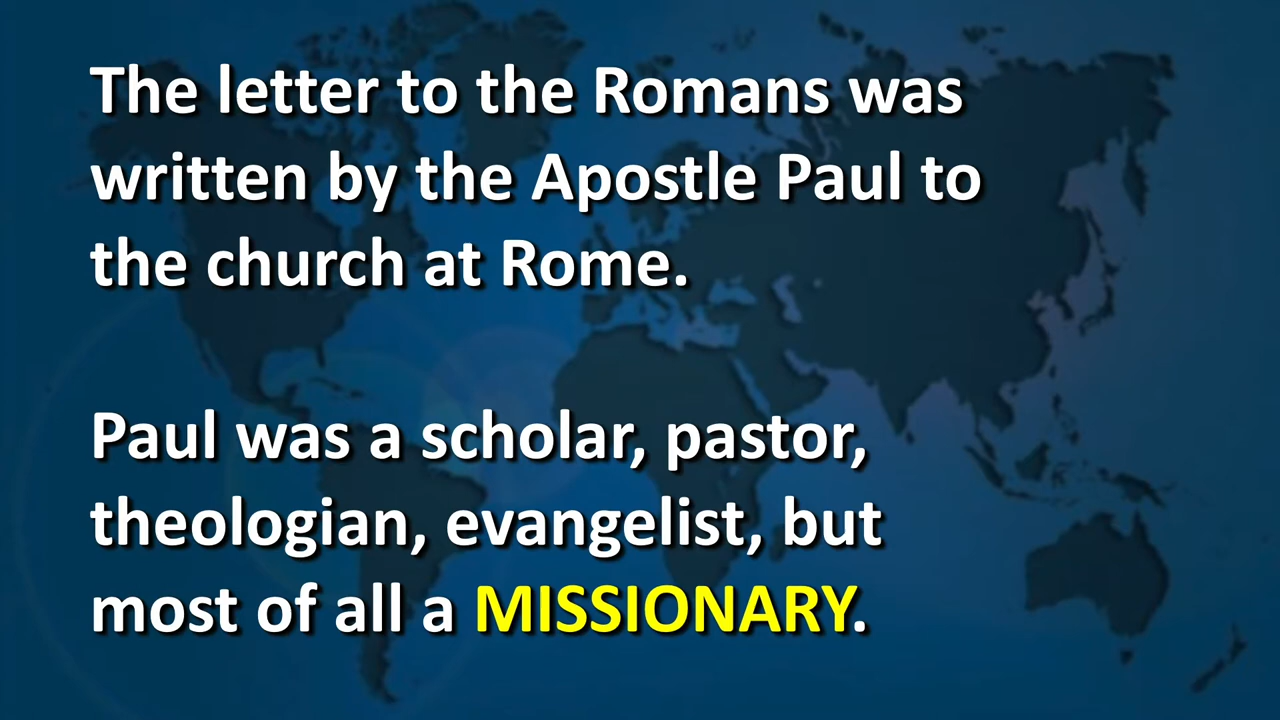 The letter to the Romans was
written by the Apostle Paul to
the church at Rome.
Paul was a scholar, pastor,
theologian, evangelist, but
most of all a MISSIONARY.